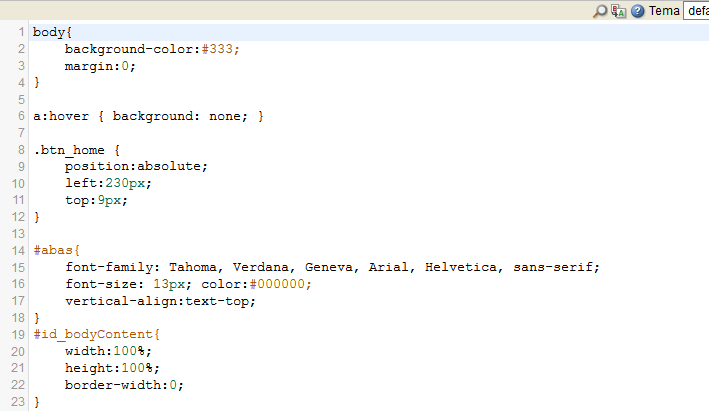 Tema defa
1 body{
2     background-color:#333;
3     margin:0;
4 }
5
6 a:hover { background: none; }
7
8 .btn_home {
9     position:absolute;
10     left:230px;
11     top:9px;
12 }
13
14 #abas{
15     font-family: Tahoma, Verdana, Geneva, Arial, Helvetica, sans-serif;
16     font-size: 13px; color:#000000;
17     vertical-align:text-top;
18 }
19 #id_bodyContent{
20     width:100%;
21     height:100%;
22     border-width:0;
23 }